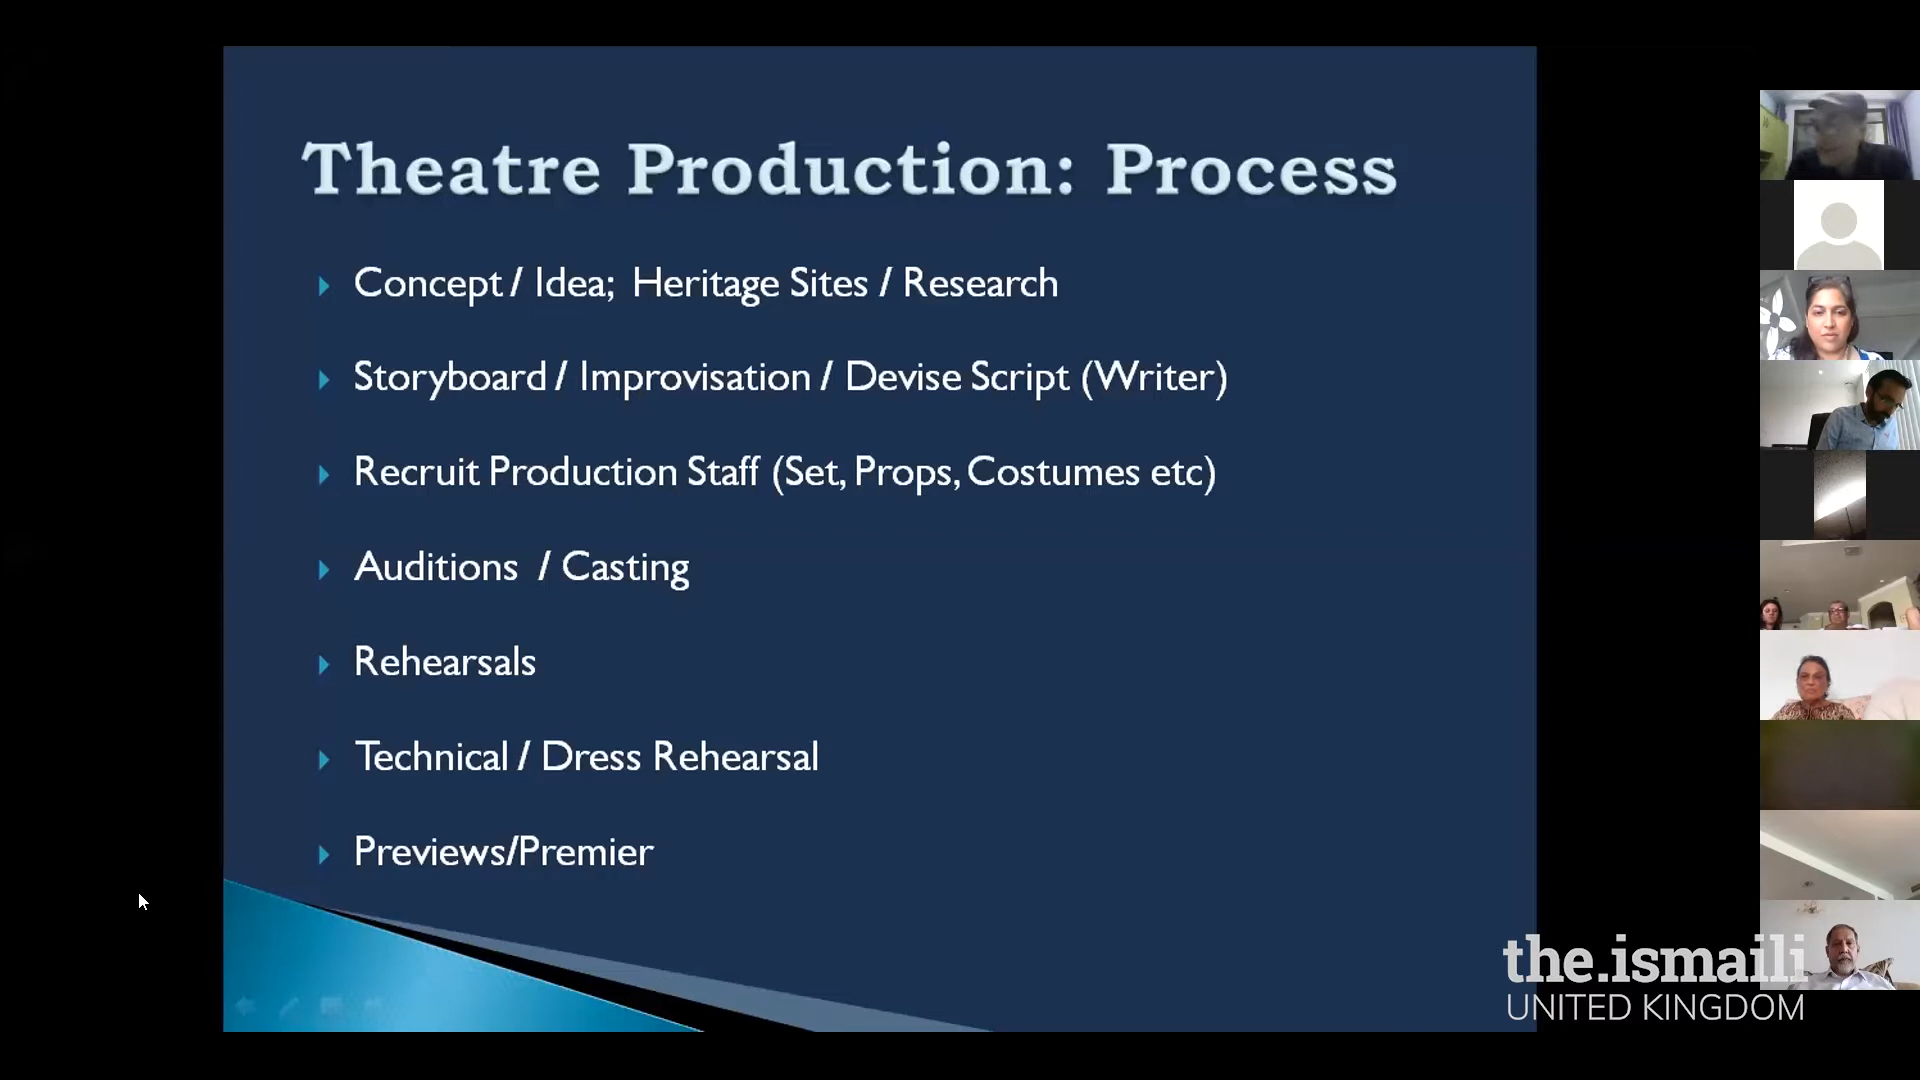 Theatre Production: Process
Concept / Idea; Heritage Sites / Research
Storyboard / Improvisation / Devise Script (Writer)
Recruit Production Staff (Set, Props, Costumes etc)
Auditions / Casting
Rehearsals
Technical / Dress Rehearsal
Previews/Premier
the.ismaili
UNITED KINGDOM